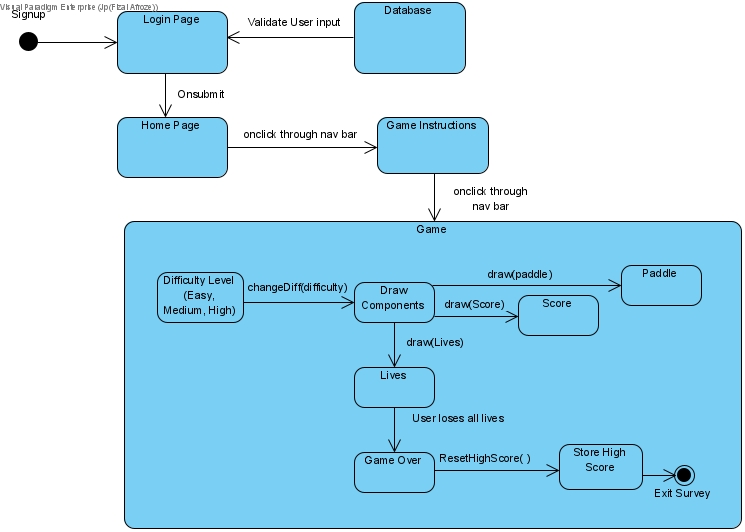 Visual Paradigm Enterprise (Jp(Fizal Afroze))
Signup
Login Page
Validate User input
Database
Onsubmit
Home Page
onclick through nav bar
Game Instructions
onclick through
nav bar
Game
Difficulty Level
(Easy,
Medium, High)
changeDiff(difficulty)
Draw
Components
draw(paddle)
Paddle
draw(Score)
Score
draw(Lives)
Lives
User loses all lives
Game Over
ResetHighScore( )
Store High
Score
Exit Survey